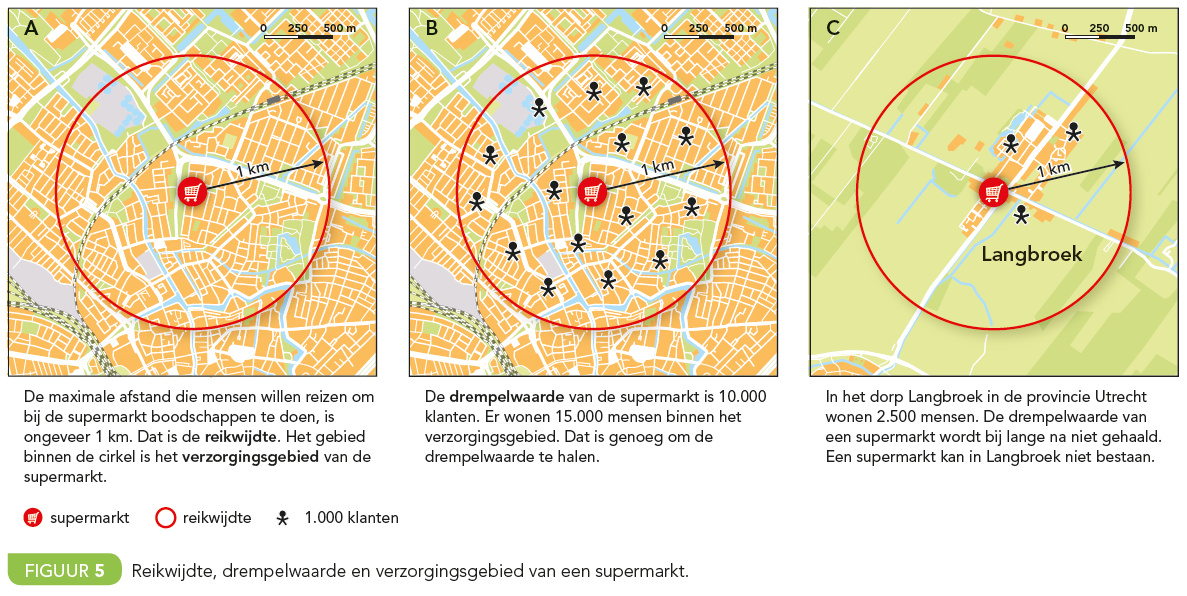 A
0 250 500 m
1 km
De maximale afstand die mensen willen reizen om
bij de supermarkt boodschappen te doen, is
ongeveer 1 km. Dat is de reikwijdte. Het gebied
binnen de cirkel is het verzorgingsgebied van de
supermarkt.
B
0 250 500 m
1 km
De drempelwaarde van de supermarkt is 10.000
klanten. Er wonen 15.000 mensen binnen het
verzorgingsgebied. Dat is genoeg om de
drempelwaarde te halen.
C
0 250 500 m
1 km
Langbroek
In het dorp Langbroek in de provincie Utrecht
wonen 2.500 mensen. De drempelwaarde van
een supermarkt wordt bij lange na niet gehaald.
Een supermarkt kan in Langbroek niet bestaan.
supermarkt reikwijdte 1.000 klanten
FIGUUR 5 Reikwijdte, drempelwaarde en verzorgingsgebied van een supermarkt.